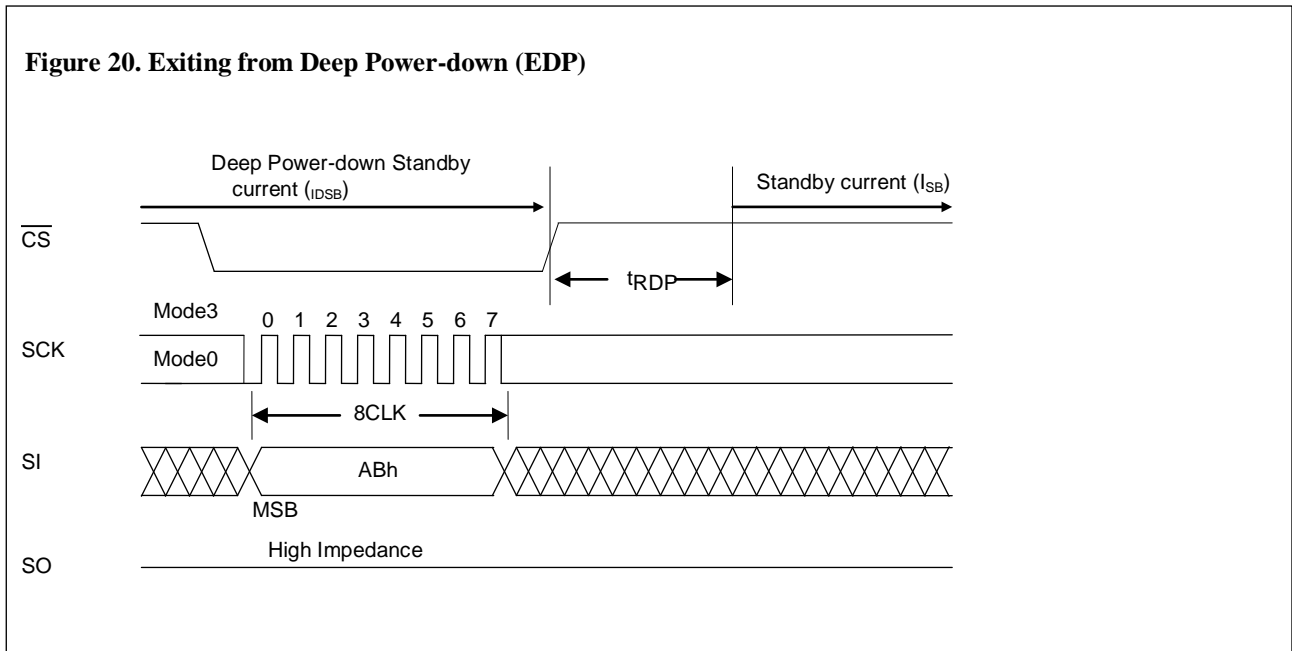 Figure 20. Exiting from Deep Power-down (EDP)
Deep Power-down Standby
current (IDSB)
Standby current (ISB)
CS
tRDP
Mode3
0 1 2 3 4 5 6 7
SCK
Mode0
8CLK
SI
ABh
MSB
High Impedance
SO